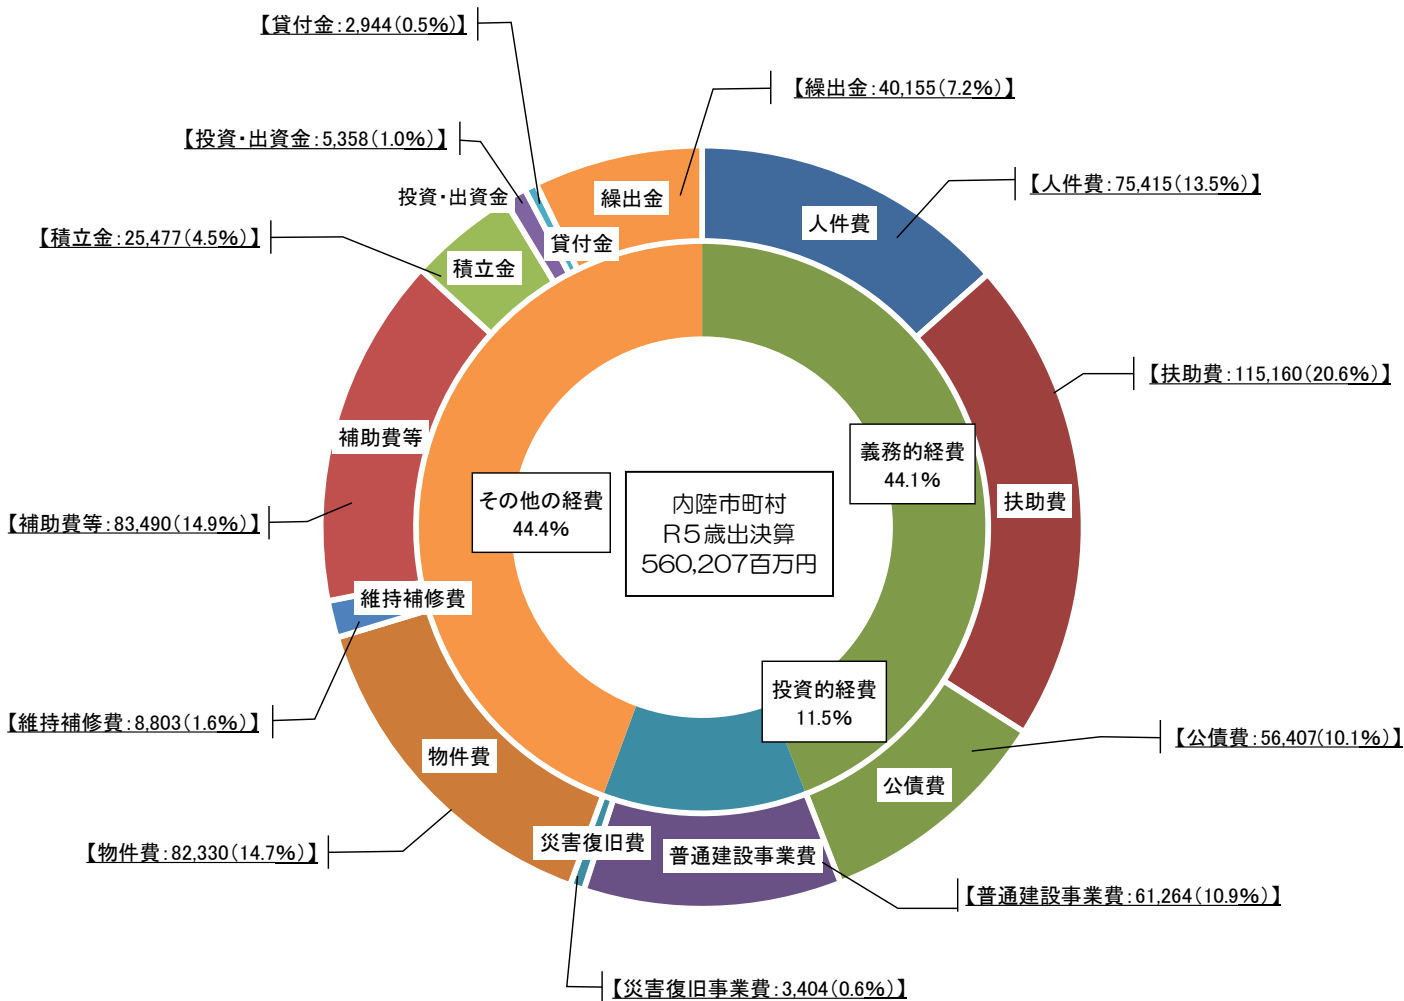 【貸付金:2,944(0.5%)】
【繰出金:40,155(7.2%)】
【投資・出資金:5,358(1.0%)】
【人件費:75,415(13.5%)】
投資・出資金
繰出金
人件費
【積立金:25,477(4.5%)】
貸付金
積立金
【扶助費:115,160(20.6%)】
補助費等
義務的経費
44.1%
その他の経費
44.4%
内陸市町村
R5歳出決算
560,207百万円
扶助費
【補助費等:83,490(14.9%)】
維持補修費
投資的経費
11.5%
【維持補修費:8,803(1.6%)】
【公債費:56,407(10.1%)】
物件費
公債費
災害復旧費
普通建設事業費
【物件費:82,330(14.7%)】
【普通建設事業費:61,264(10.9%)】
【災害復旧事業費:3,404(0.6%)】